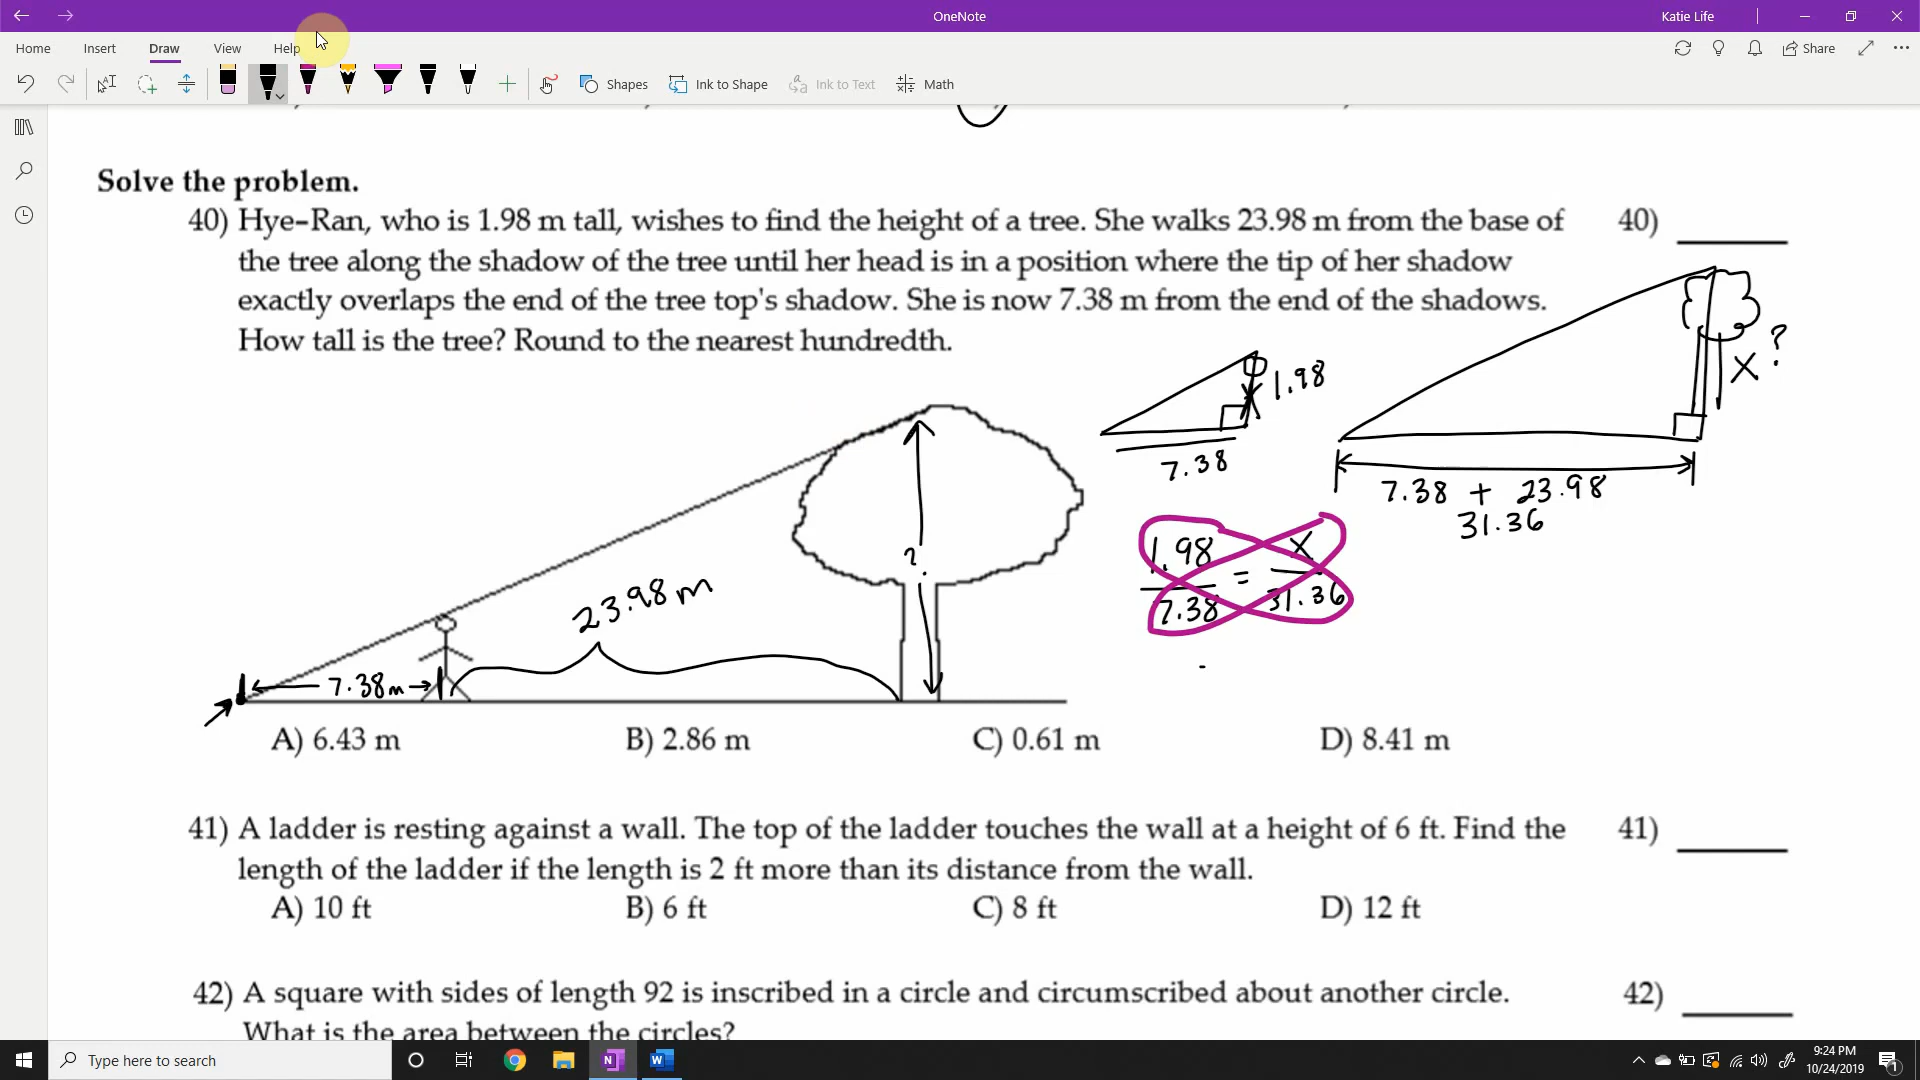 OneNote
Katie Life
Home Insert Draw View Help
Share
Shapes Ink to Shape Ink to Text Math
Solve the problem.
40) Hye-Ran, who is 1.98 m tall, wishes to find the height of a tree. She walks 23.98 m from the base of
the tree along the shadow of the tree until her head is in a position where the tip of her shadow
exactly overlaps the end of the tree top's shadow. She is now 7.38 m from the end of the shadows.
How tall is the tree? Round to the nearest hundredth.
40)
1.98
7.38
X ?
7.38 + 23.98
31.36
?
23.98 m
7.38 m
1.98 = X
7.38 31.36
A) 6.43 m B) 2.86 m C) 0.61 m D) 8.41 m
41) A ladder is resting against a wall. The top of the ladder touches the wall at a height of 6 ft. Find the
length of the ladder if the length is 2 ft more than its distance from the wall.
41)
A) 10 ft B) 6 ft C) 8 ft D) 12 ft
42) A square with sides of length 92 is inscribed in a circle and circumscribed about another circle.
What is the area between the circles?
42)
Type here to search
9:24 PM
10/24/2019
1